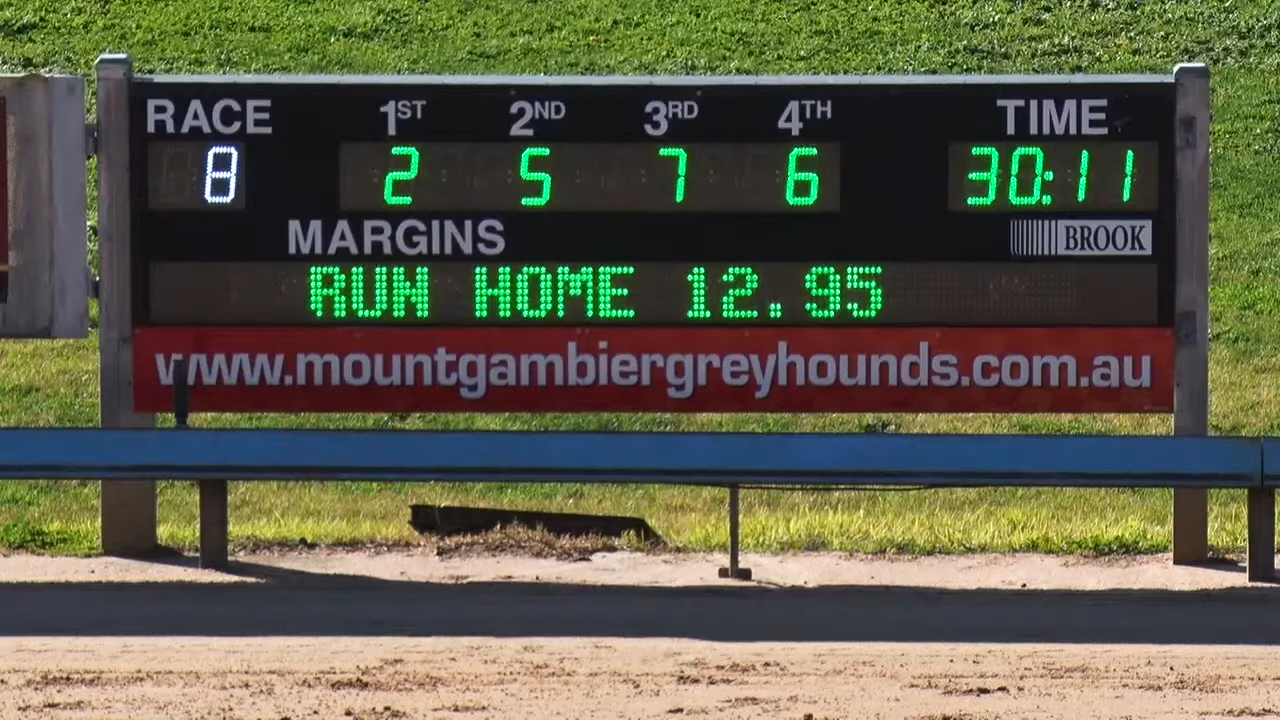 RACE 1ST 2ND 3RD 4TH TIME
8 2 5 7 6 30:11
MARGINS BROOK
RUN HOME 12.95
www.mountgambiergreyhounds.com.au